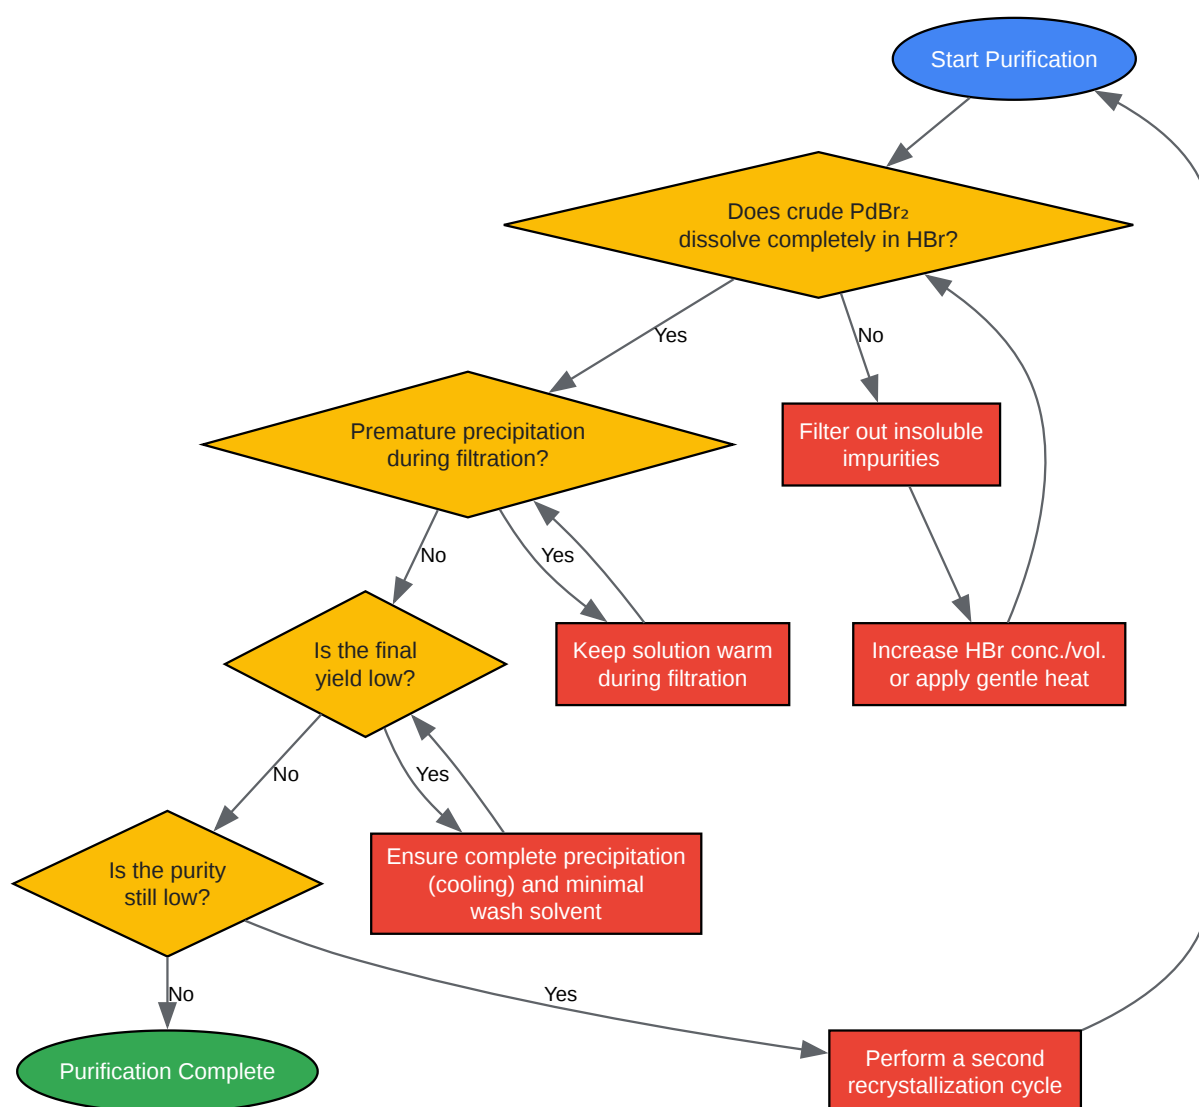 Start Purification
Does crude PdBr₂
dissolve completely in HBr?
Yes
No
Premature precipitation
during filtration?
Filter out insoluble
impurities
No
Yes
Is the final
yield low?
Keep solution warm
during filtration
Increase HBr conc./vol.
or apply gentle heat
No
Yes
Is the purity
still low?
Ensure complete precipitation
(cooling) and minimal
wash solvent
No
Yes
Purification Complete
Perform a second
recrystallization cycle